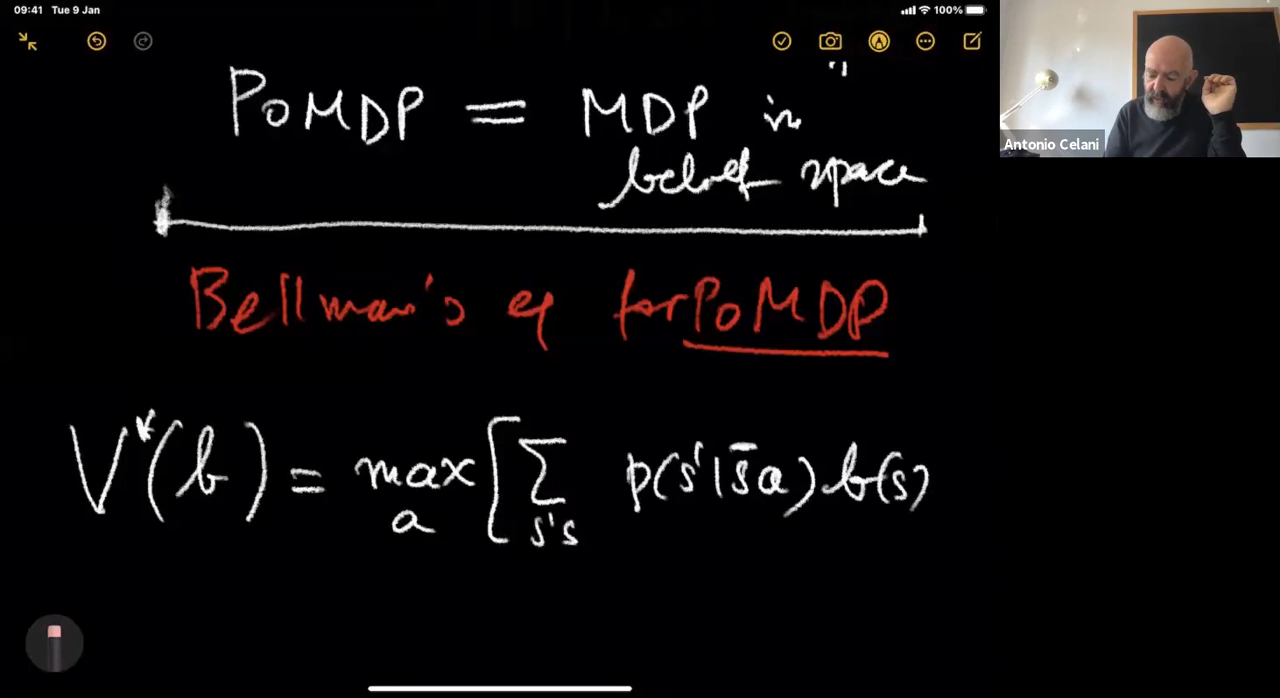 09:41 Tue 9 Jan
100%
Antonio Celani
POMDP = MDP in
belief space
Bellman's eq for POMDP
V*(b) = max [ Σ p(s'|s̄a) b(s)
a s's